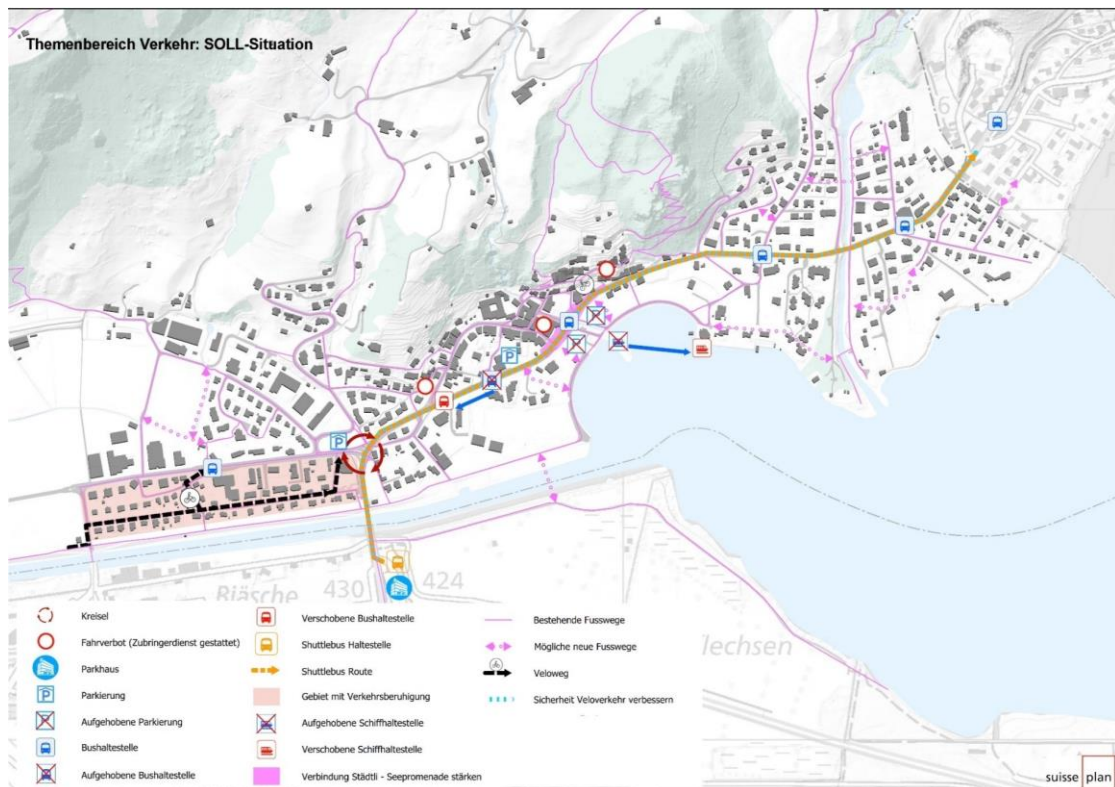 Themenbereich Verkehr: SOLL-Situation
6
P
P
P
P
Riäsche
430
424
lechsen
Kreisel
Fahrverbot (Zubringerdienst gestattet)
Parkhaus
P Parkierung
P Aufgehobene Parkierung
Bushaltestelle
Aufgehobene Bushaltestelle
Verschobene Bushaltestelle
Shuttlebus Haltestelle
Shuttlebus Route
Gebiet mit Verkehrsberuhigung
Aufgehobene Schiffhaltestelle
Verschobene Schiffhaltestelle
Verbindung Städtli - Seepromenade stärken
Bestehende Fusswege
Mögliche neue Fusswege
Veloweg
Sicherheit Veloverkehr verbessern
suisse plan